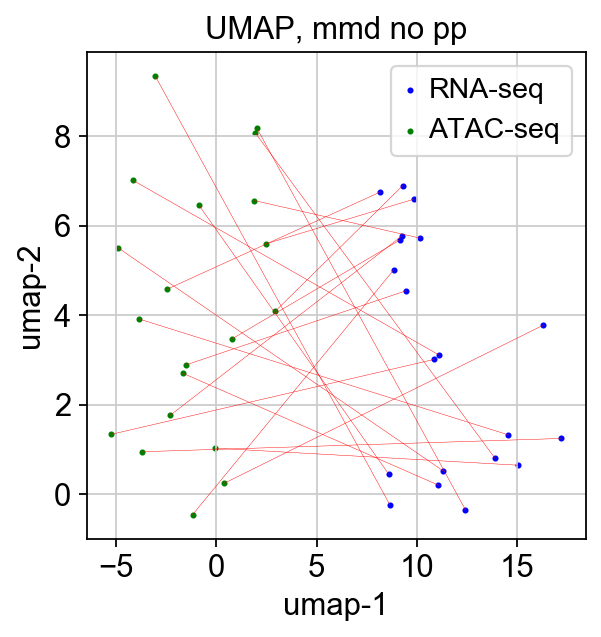 UMAP, mmd no pp
RNA-seq
ATAC-seq
8
6
4
2
0
umap-2
−5 0 5 10 15
umap-1